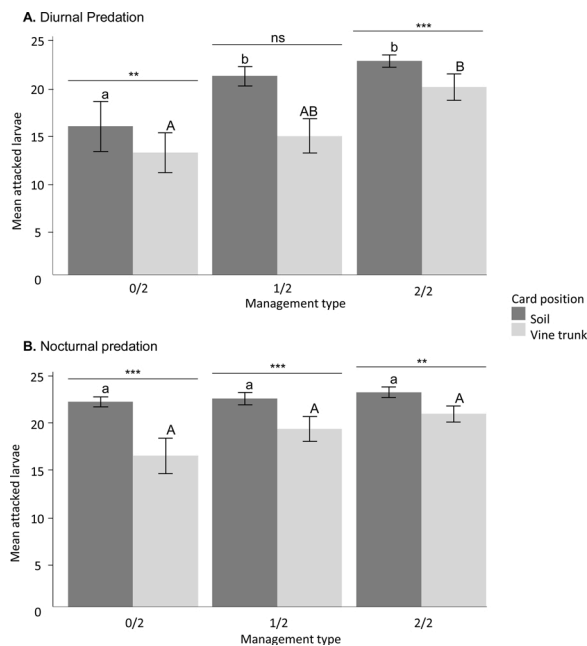 A. Diurnal Predation
25
20
15
10
5
0
Mean attacked larvae
**
ns
***
a
A
b
AB
b
B
0/2
1/2
2/2
Management type
Card position
Soil
Vine trunk
B. Nocturnal predation
25
20
15
10
5
0
Mean attacked larvae
***
***
**
a
A
a
A
a
A
0/2
1/2
2/2
Management type